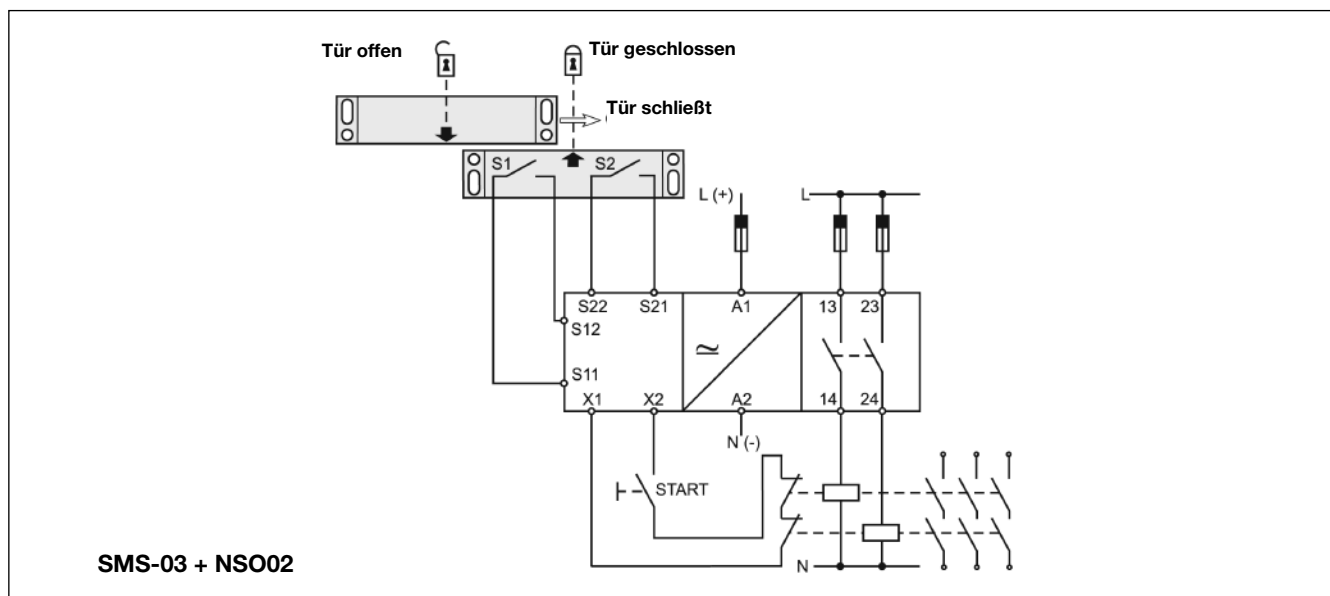 Tür offen
Tür geschlossen
Tür schließt
S1
S2
L (+)
L
S22
S21
A1
13
23
S12
S11
X1
X2
A2
14
24
N (-)
START
SMS-03 + NSO02
N